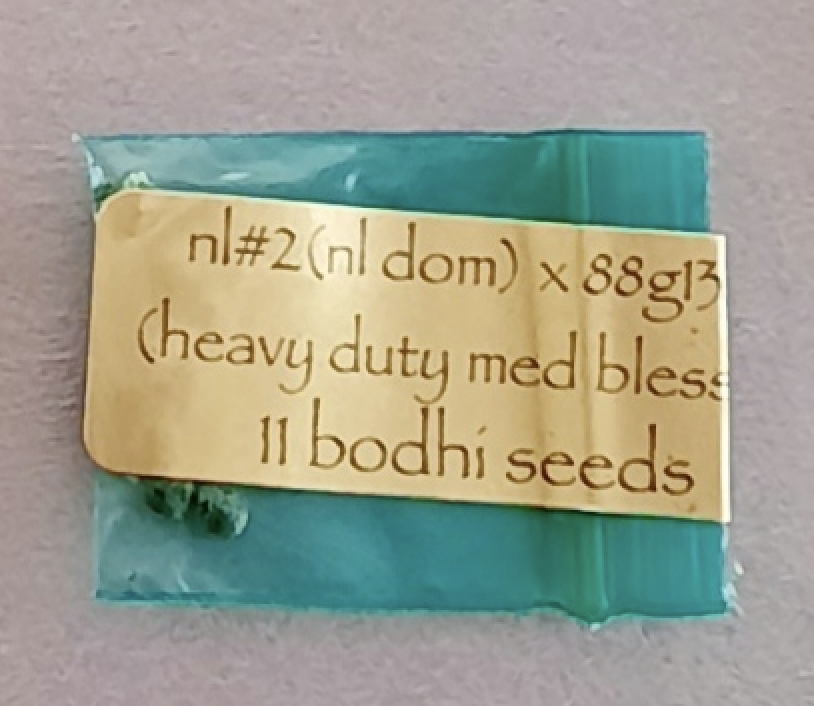 nl#2(nl dom) x 88g13
(heavy duty med bless
11 bodhi seeds